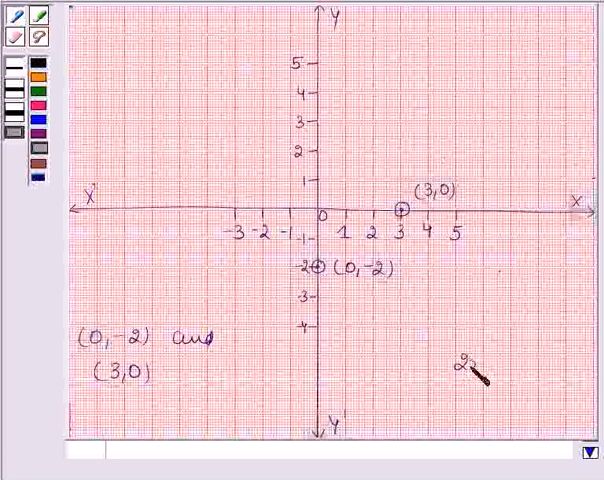 Y
5
4
3
2
1
(3,0)
X' X
0
-3 -2 -1 1 2 3 4 5
-1
-2 (0,-2)
-3
-4
(0,-2) and
(3,0)
Y'